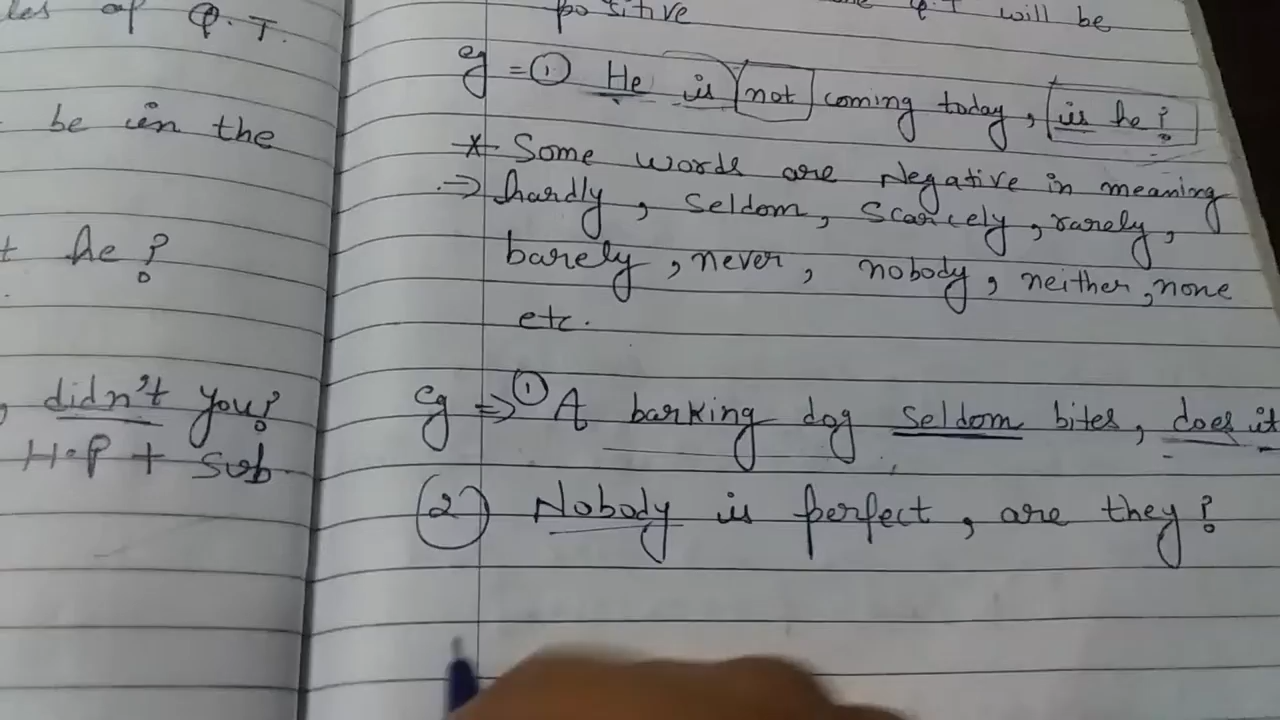 of Q.T.
be in the
he?
didn't you?
H.P + Sub
positive Q.T will be
eg = ① He is not coming today, is he?
* Some words are Negative in meaning
⇒ hardly, Seldom, Scarcely, rarely,
barely, never, nobody, neither, none
etc.
eg ⇒ ① A barking dog seldom bites, does it
② Nobody is perfect, are they?